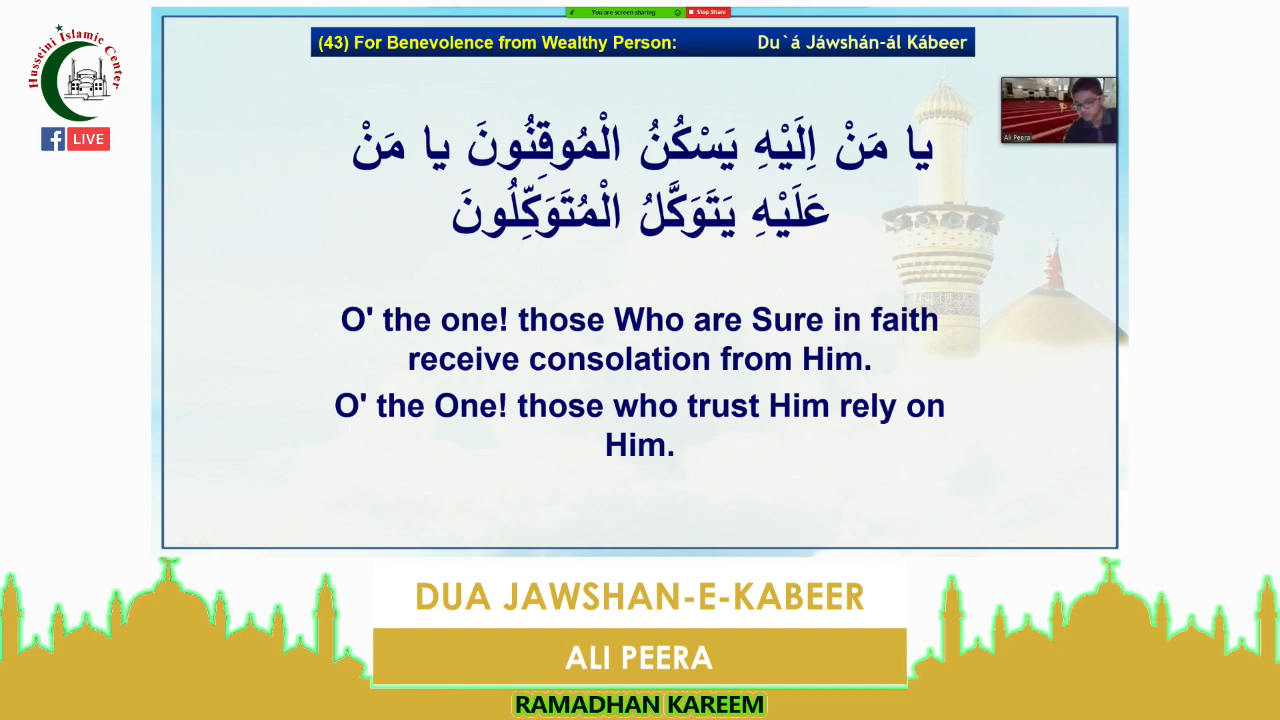 You are screen sharing
Stop Share
Husseini Islamic Center
LIVE
(43) For Benevolence from Wealthy Person:
Du`á Jáwshán-ál Kábeer
Ali Peera
يا مَنْ اِلَيْهِ يَسْكُنُ الْمُوقِنُونَ يا مَنْ
عَلَيْهِ يَتَوَكَّلُ الْمُتَوَكِّلُونَ
O' the one! those Who are Sure in faith
receive consolation from Him.
O' the One! those who trust Him rely on
Him.
DUA JAWSHAN-E-KABEER
ALI PEERA
RAMADHAN KAREEM